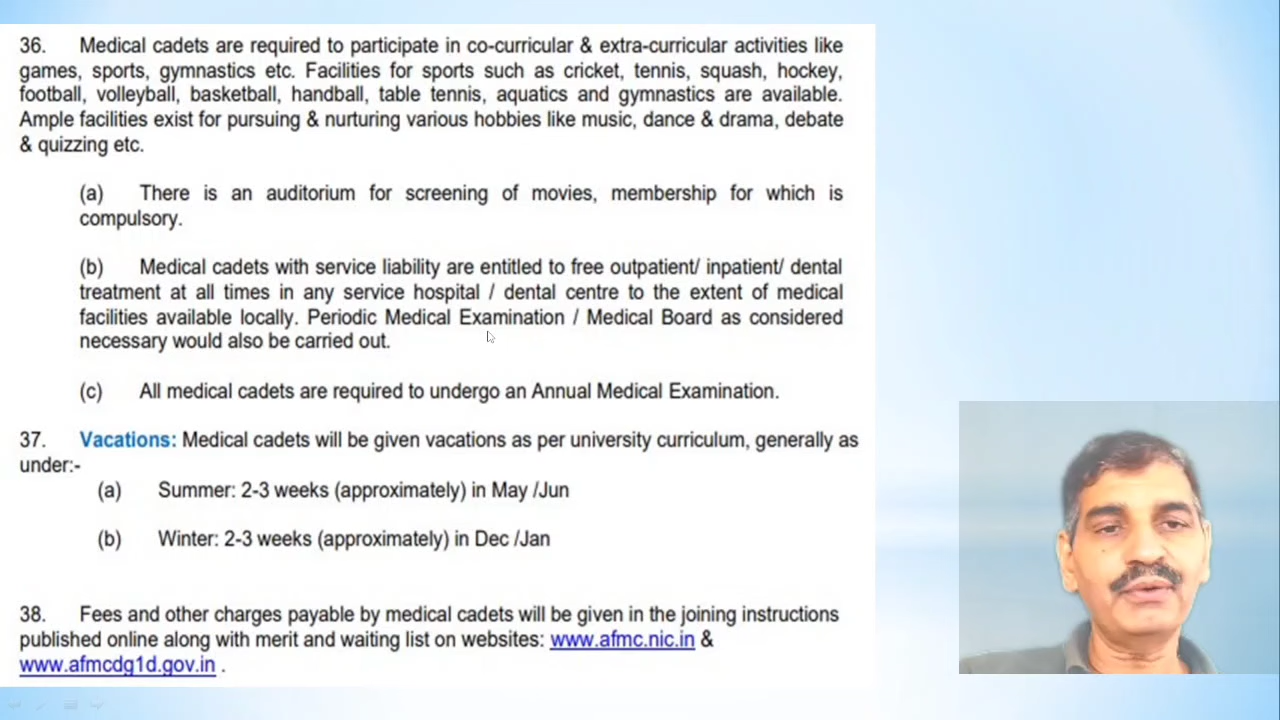 36. Medical cadets are required to participate in co-curricular & extra-curricular activities like
games, sports, gymnastics etc. Facilities for sports such as cricket, tennis, squash, hockey,
football, volleyball, basketball, handball, table tennis, aquatics and gymnastics are available.
Ample facilities exist for pursuing & nurturing various hobbies like music, dance & drama, debate
& quizzing etc.
(a) There is an auditorium for screening of movies, membership for which is
compulsory.
(b) Medical cadets with service liability are entitled to free outpatient/ inpatient/ dental
treatment at all times in any service hospital / dental centre to the extent of medical
facilities available locally. Periodic Medical Examination / Medical Board as considered
necessary would also be carried out.
(c) All medical cadets are required to undergo an Annual Medical Examination.
37. Vacations: Medical cadets will be given vacations as per university curriculum, generally as
under:-
(a) Summer: 2-3 weeks (approximately) in May /Jun
(b) Winter: 2-3 weeks (approximately) in Dec /Jan
38. Fees and other charges payable by medical cadets will be given in the joining instructions
published online along with merit and waiting list on websites: www.afmc.nic.in &
www.afmcdg1d.gov.in .